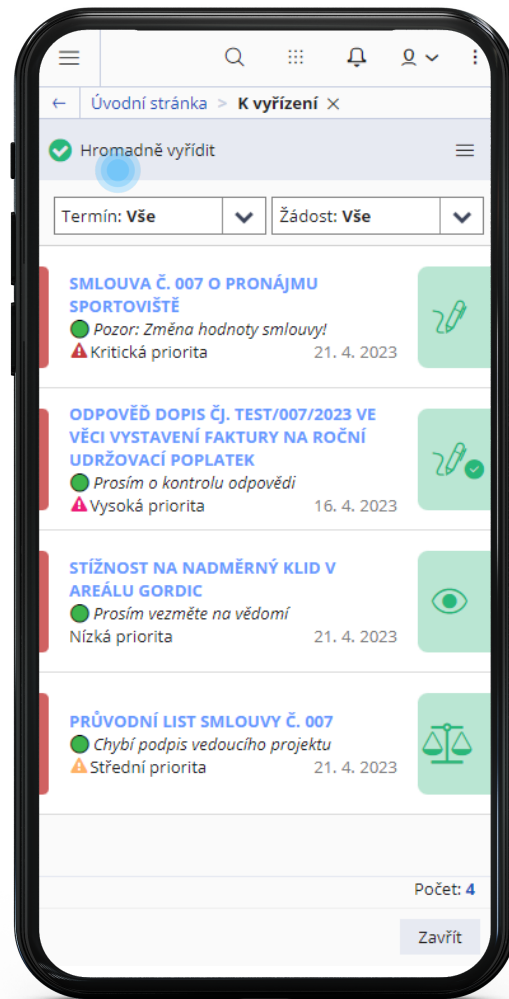 Úvodní stránka > K vyřízení ×
Hromadně vyřídit
Termín: Vše
Žádost: Vše
SMLOUVA Č. 007 O PRONÁJMU
SPORTOVIŠTĚ
Pozor: Změna hodnoty smlouvy!
Kritická priorita 21. 4. 2023
ODPOVĚĎ DOPIS ČJ. TEST/007/2023 VE
VĚCI VYSTAVENÍ FAKTURY NA ROČNÍ
UDRŽOVACÍ POPLATEK
Prosím o kontrolu odpovědi
Vysoká priorita 16. 4. 2023
STÍŽNOST NA NADMĚRNÝ KLID V
AREÁLU GORDIC
Prosím vezměte na vědomí
Nízká priorita 21. 4. 2023
PRŮVODNÍ LIST SMLOUVY Č. 007
Chybí podpis vedoucího projektu
Střední priorita 21. 4. 2023
Počet: 4
Zavřít